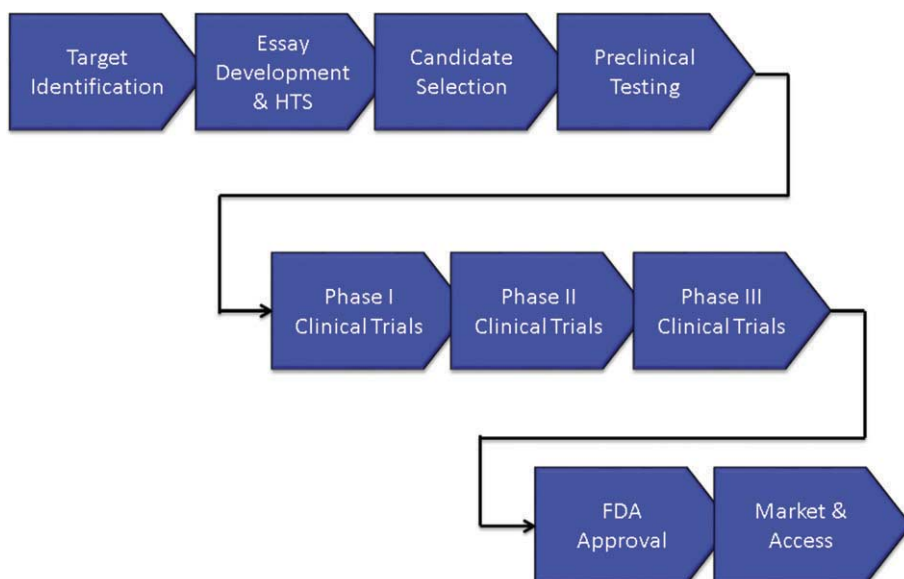 Target
Identification
Essay
Development
& HTS
Candidate
Selection
Preclinical
Testing
Phase I
Clinical Trials
Phase II
Clinical Trials
Phase III
Clinical Trials
FDA
Approval
Market &
Access